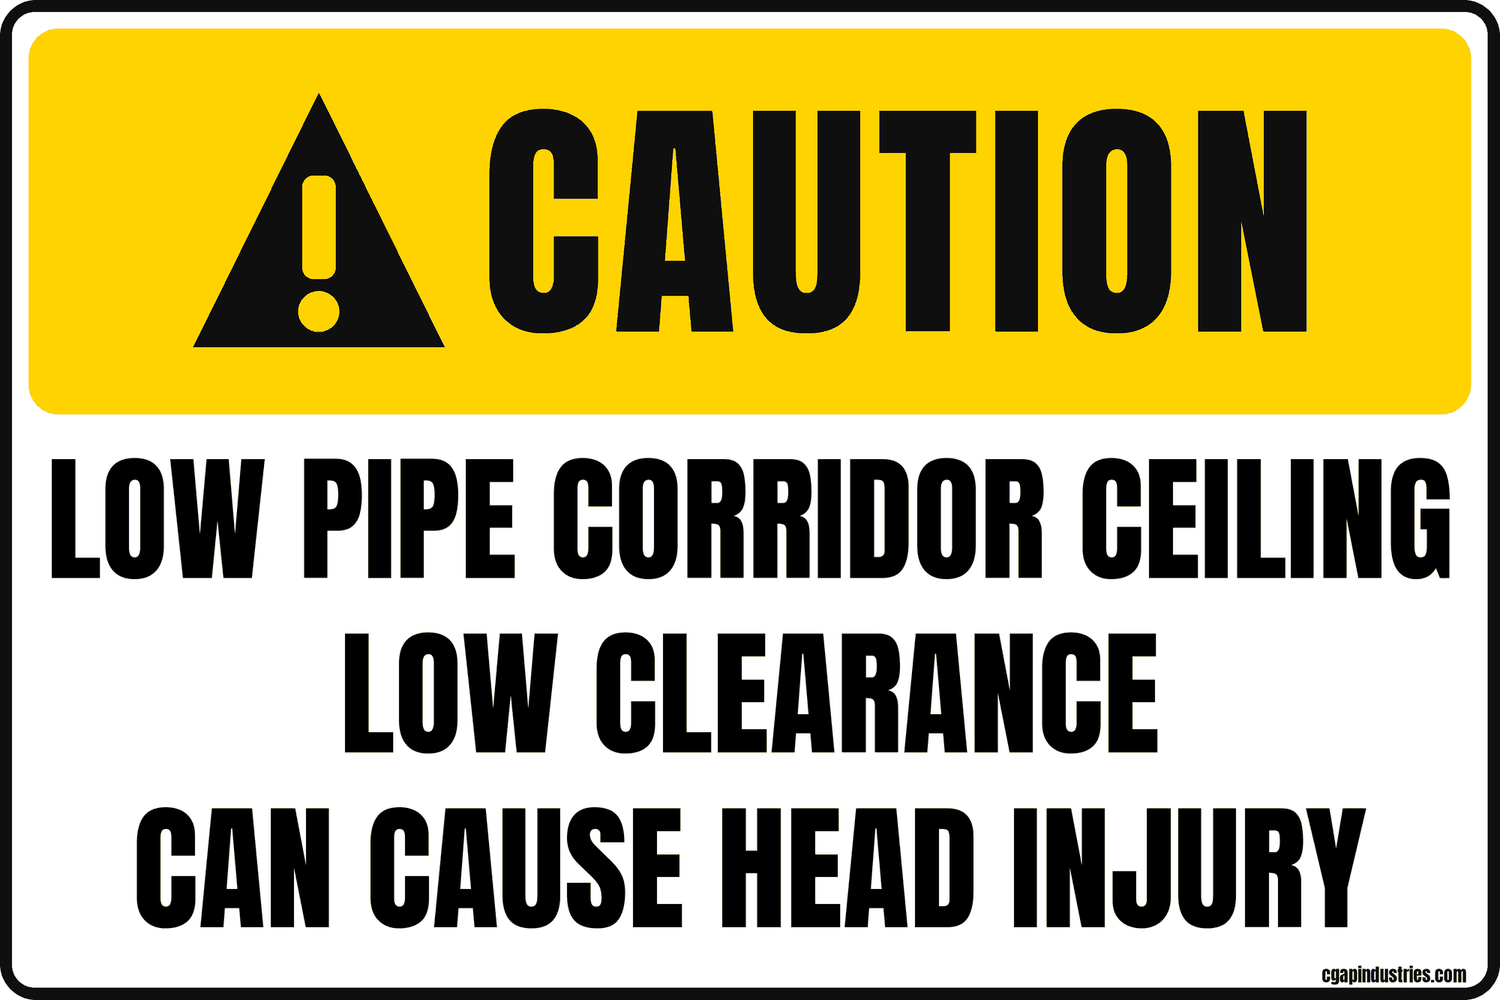 CAUTION
LOW PIPE CORRIDOR CEILING
LOW CLEARANCE
CAN CAUSE HEAD INJURY
cgapindustries.com